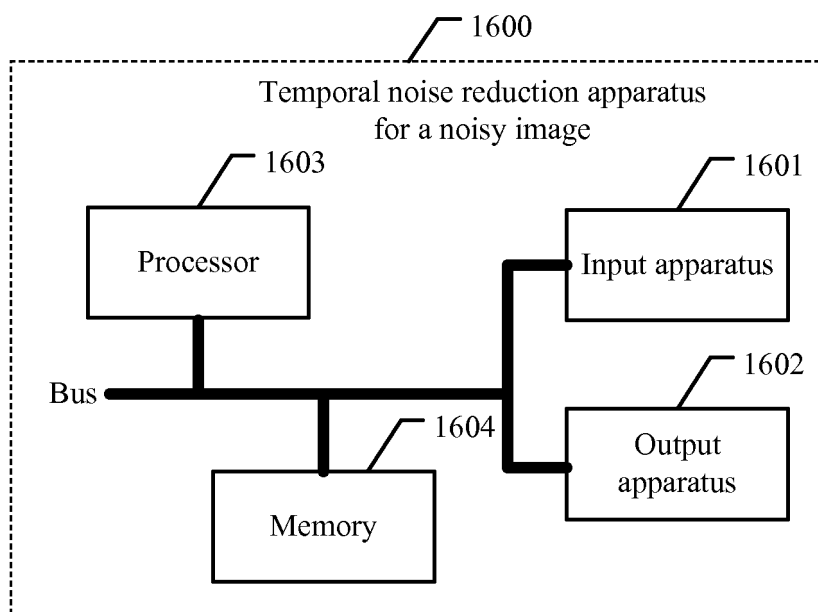 1600
Temporal noise reduction apparatus
for a noisy image
1603
1601
Processor
Input apparatus
Bus
1602
1604
Output
apparatus
Memory